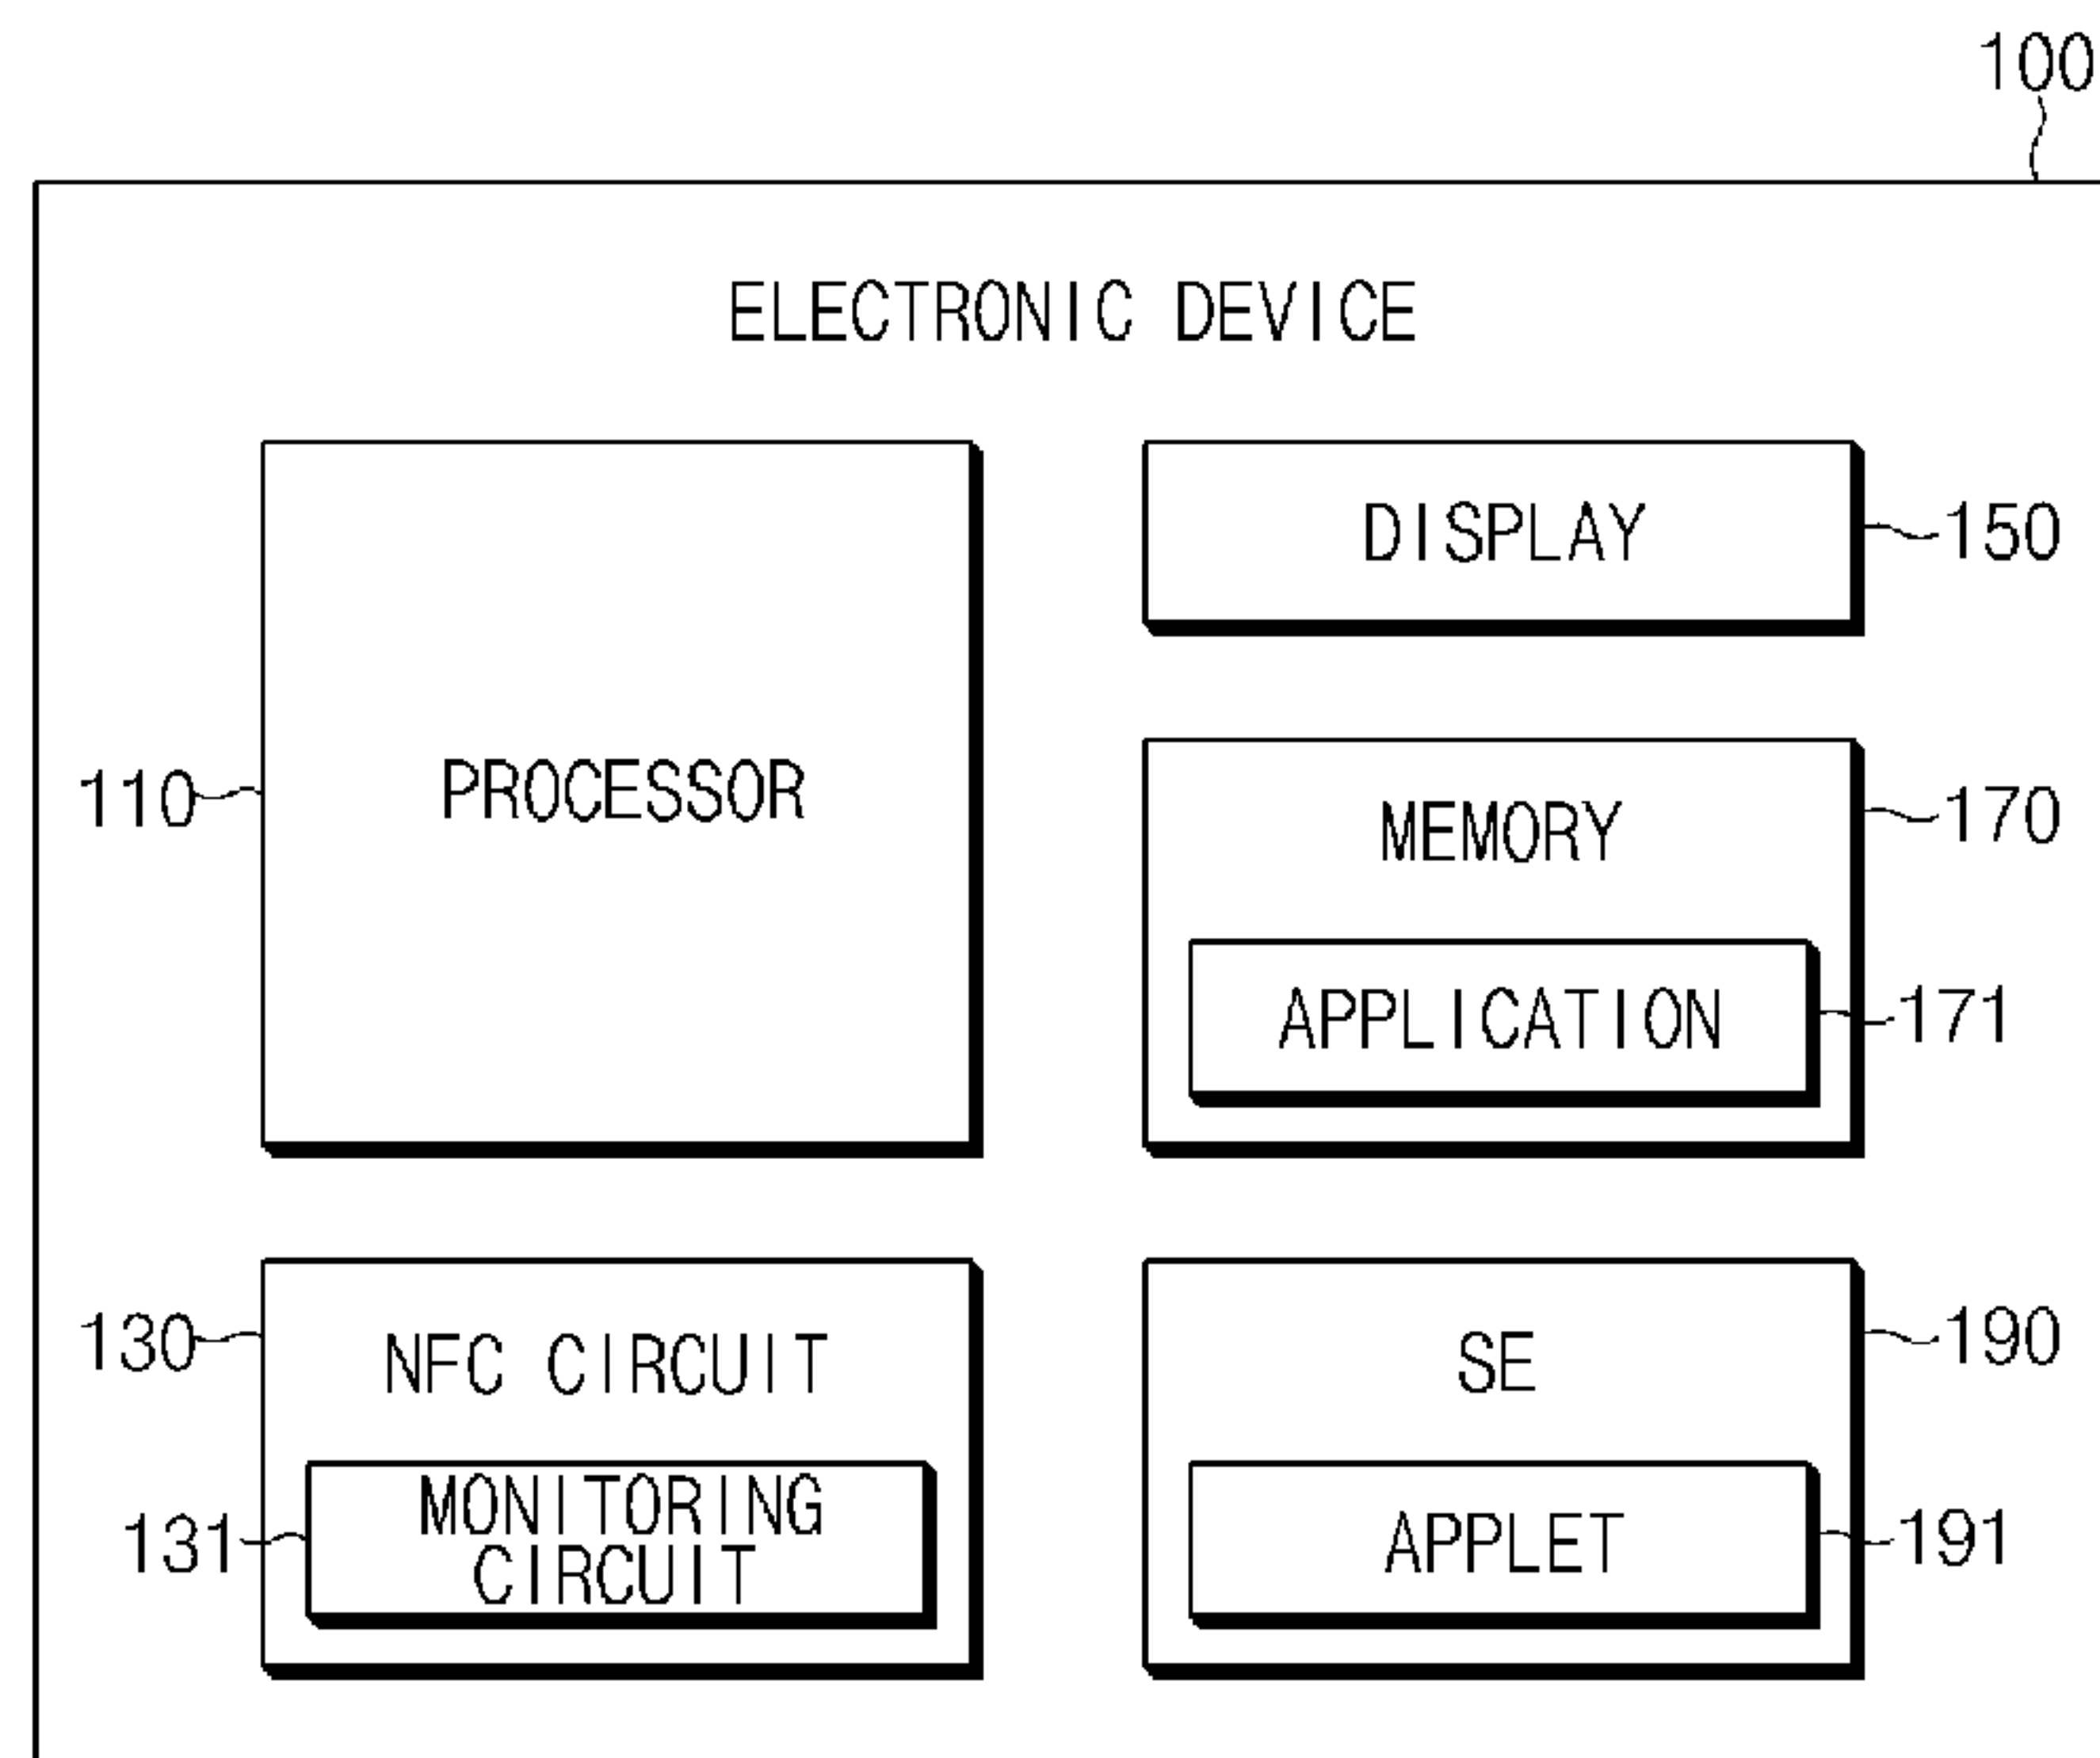 100
ELECTRONIC DEVICE
DISPLAY
150
110
PROCESSOR
MEMORY
170
APPLICATION
171
130
NFC CIRCUIT
131
MONITORING
CIRCUIT
SE
190
APPLET
191